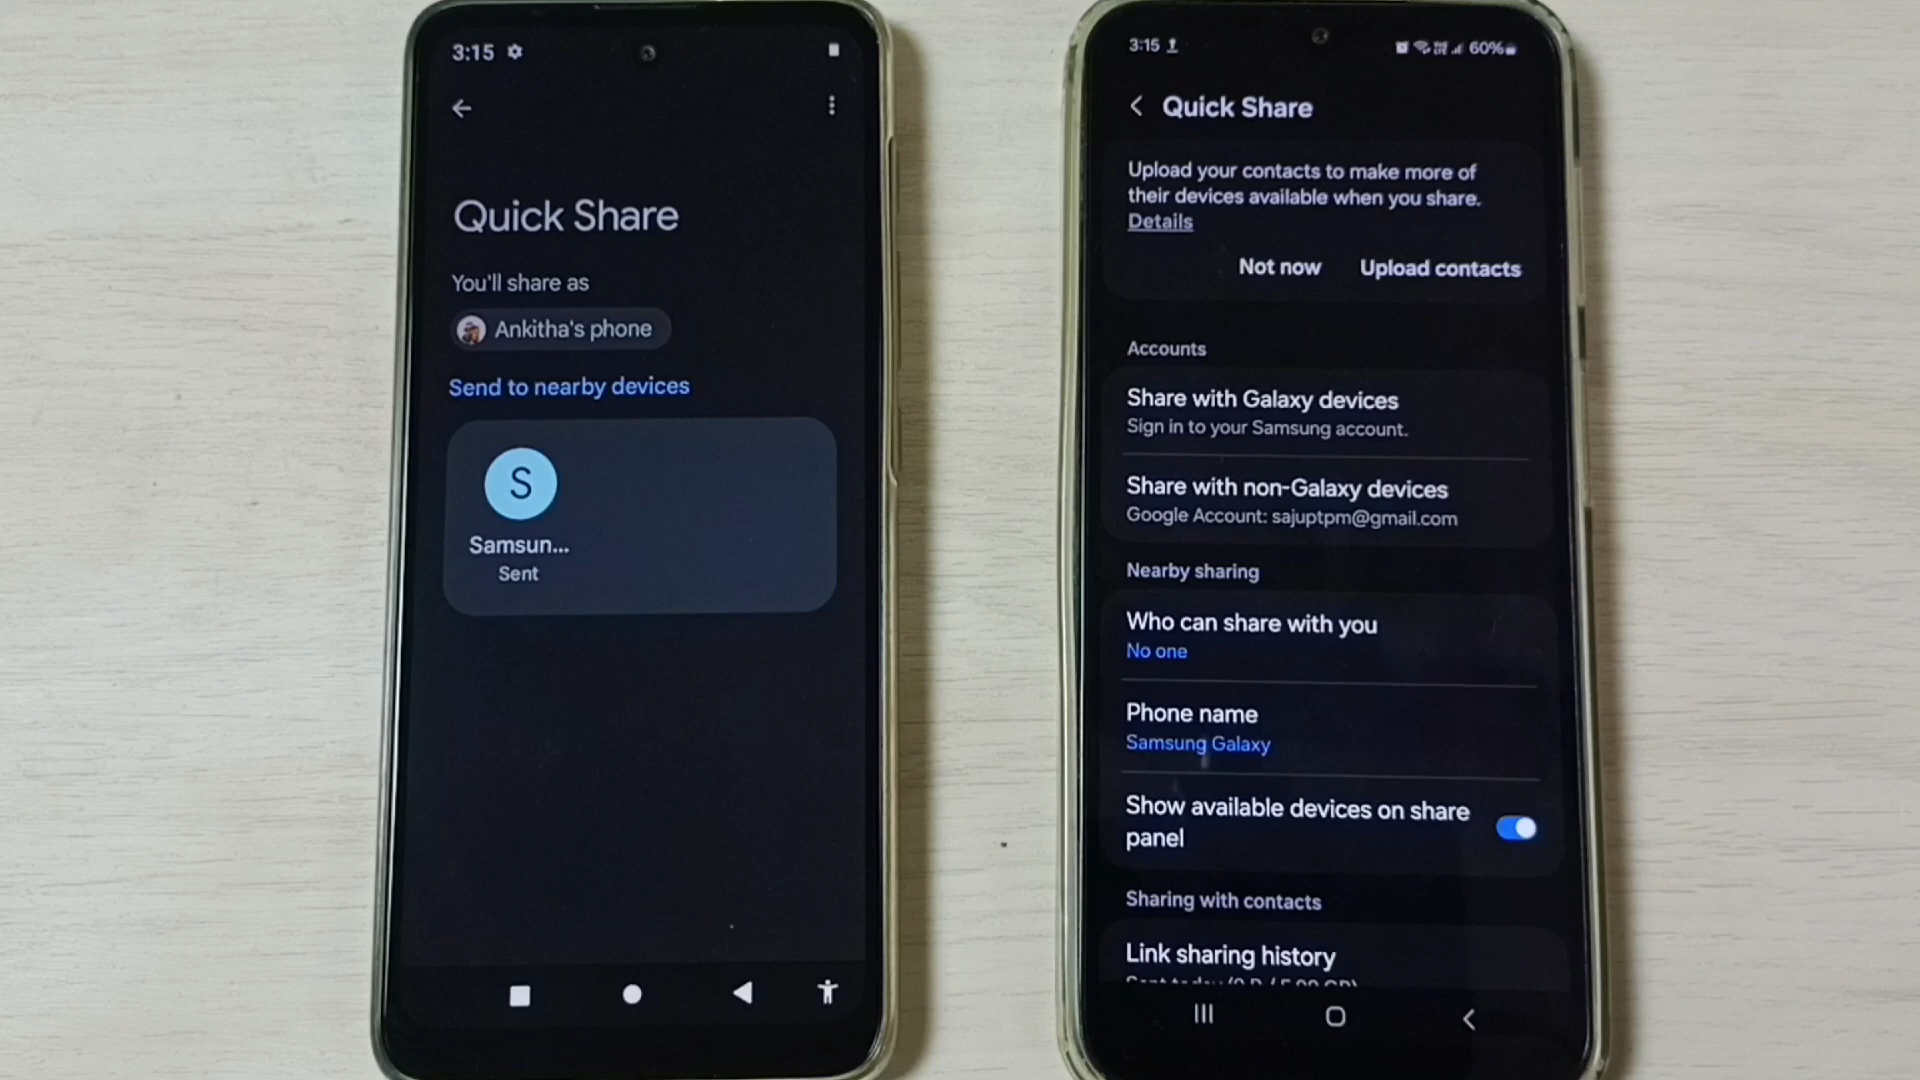 3:15
Quick Share
You'll share as
Ankitha's phone
Send to nearby devices
S
Samsun...
Sent
3:15
60%
Quick Share
Upload your contacts to make more of
their devices available when you share.
Details
Not now
Upload contacts
Accounts
Share with Galaxy devices
Sign in to your Samsung account.
Share with non-Galaxy devices
Google Account: sajuptpm@gmail.com
Nearby sharing
Who can share with you
No one
Phone name
Samsung Galaxy
Show available devices on share
panel
Sharing with contacts
Link sharing history